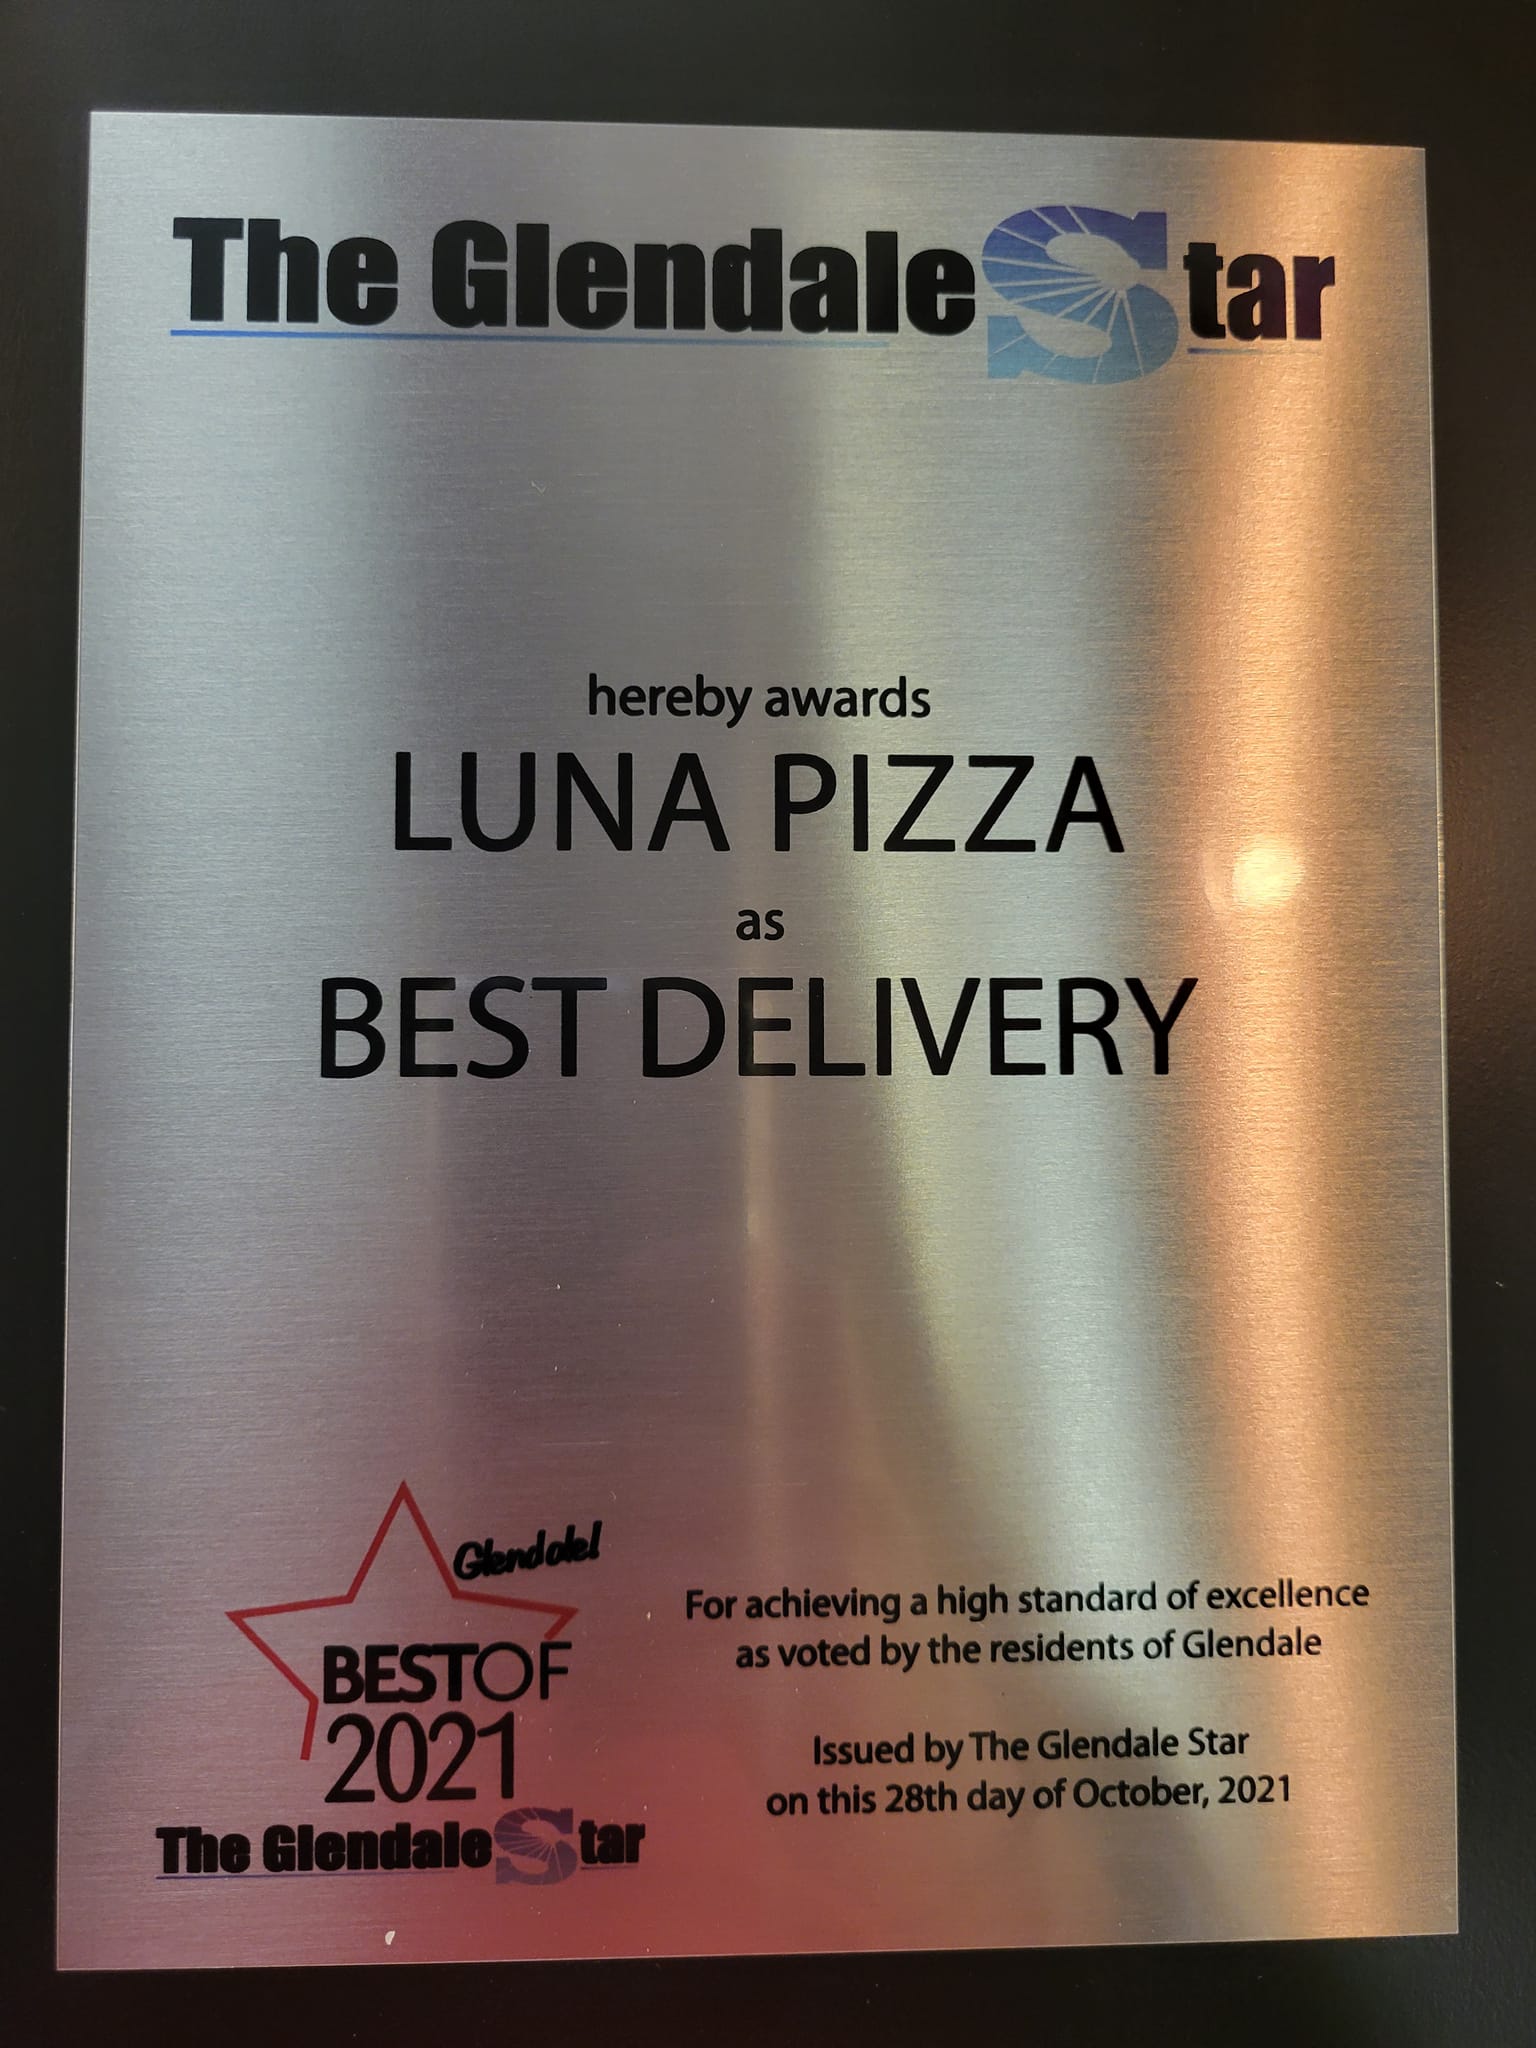 The Glendale Star
hereby awards
LUNA PIZZA
as
BEST DELIVERY
Glendale!
BESTOF
2021
The Glendale Star
For achieving a high standard of excellence
as voted by the residents of Glendale
Issued by The Glendale Star
on this 28th day of October, 2021